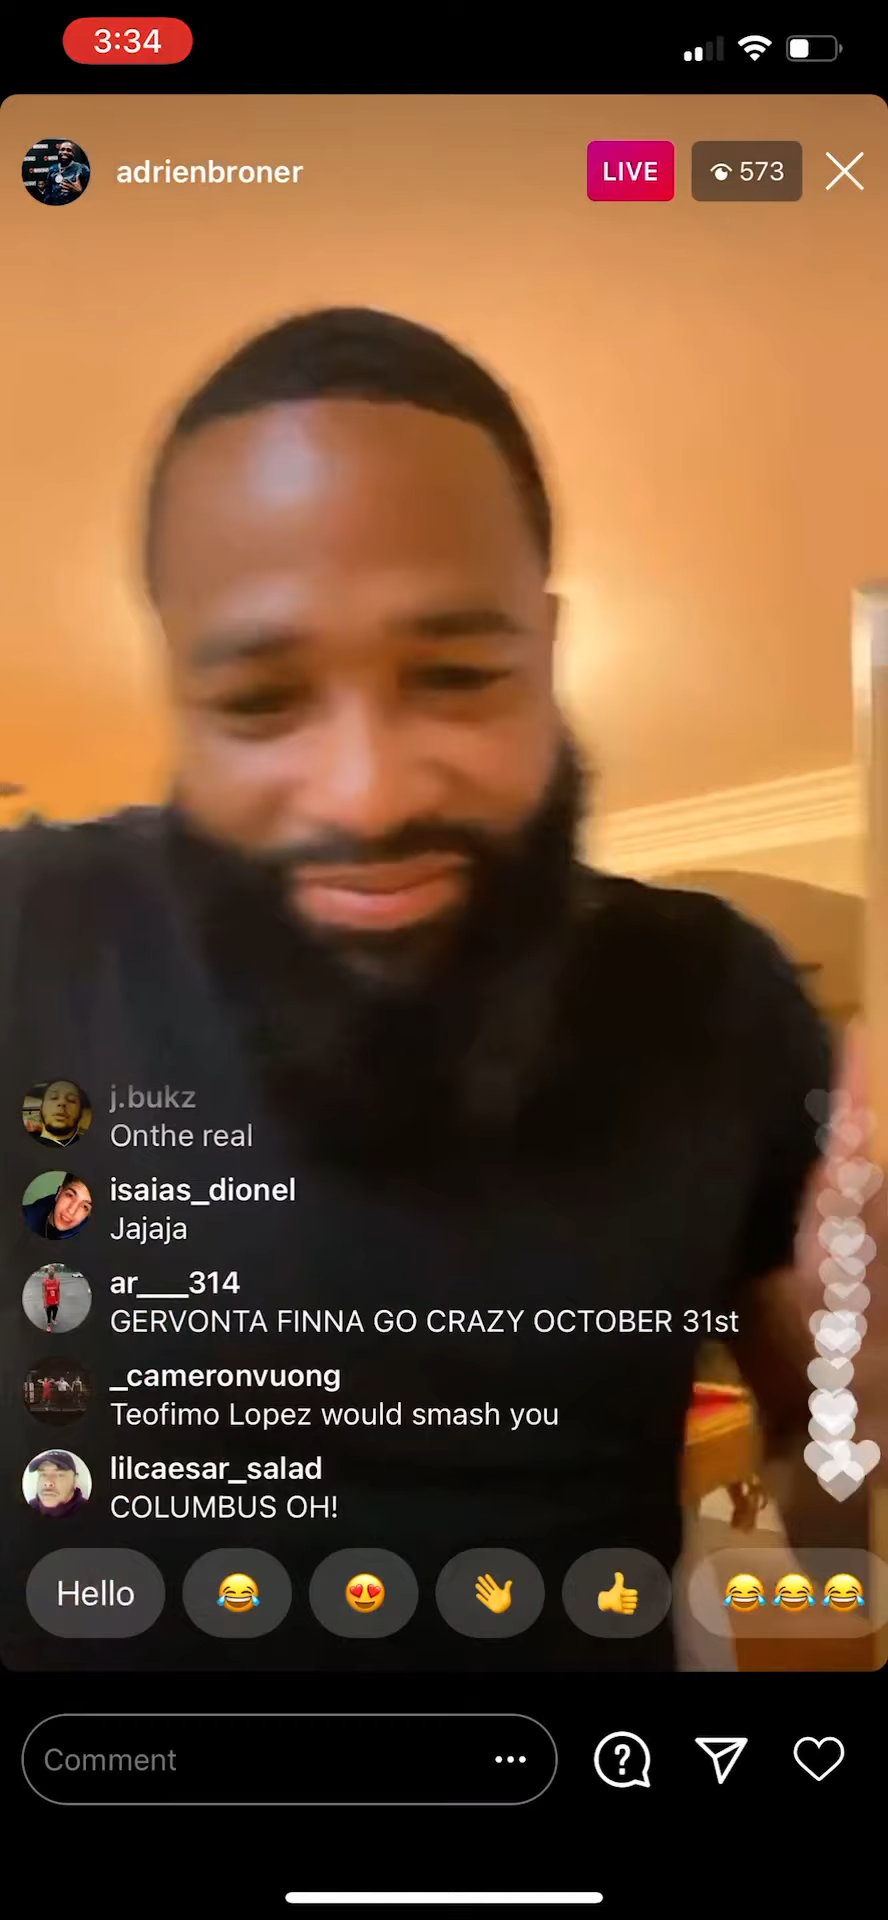 3:34
adrienbroner
LIVE
573
j.bukz
Onthe real
isaias_dionel
Jajaja
ar___314
GERVONTA FINNA GO CRAZY OCTOBER 31st
_cameronvuong
Teofimo Lopez would smash you
lilcaesar_salad
COLUMBUS OH!
Hello 😂 😍 👋 👍 😂😂😂
Comment